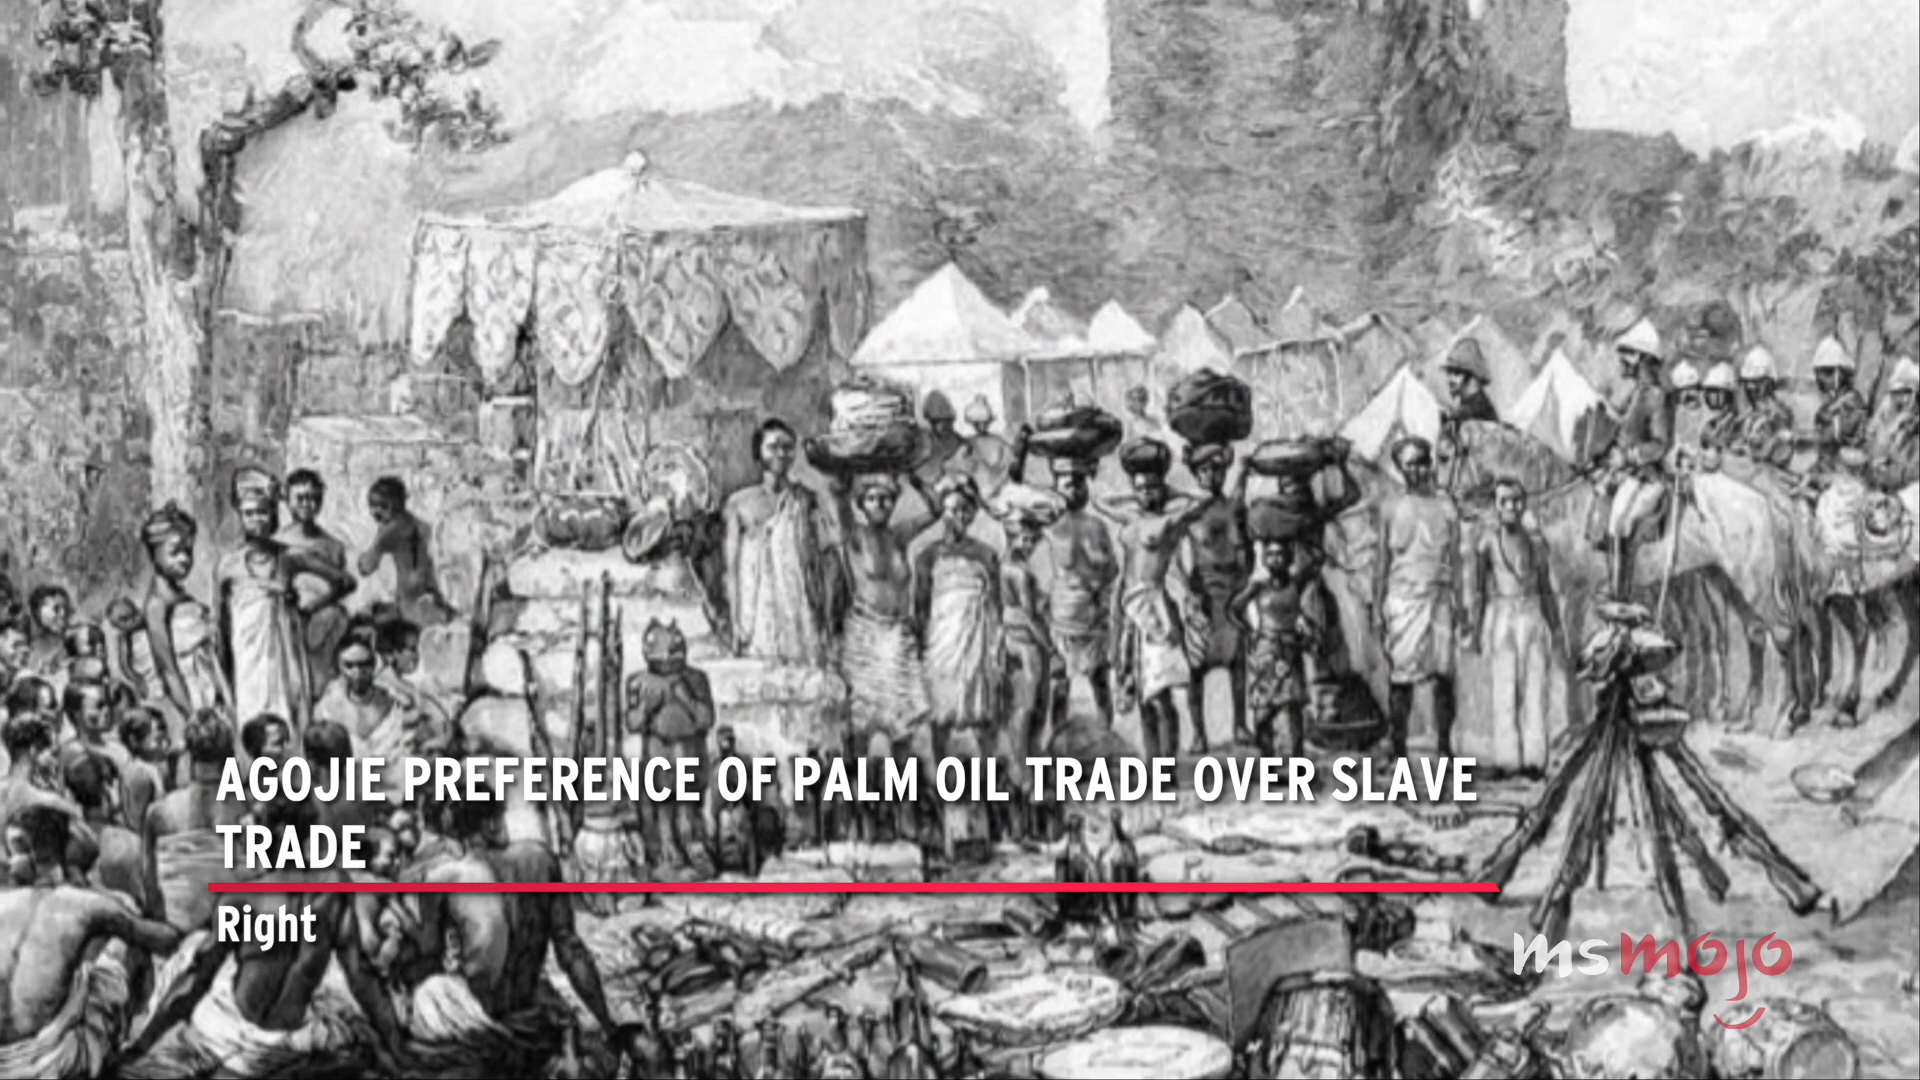 AGOJIE PREFERENCE OF PALM OIL TRADE OVER SLAVE
TRADE
Right
msmojo